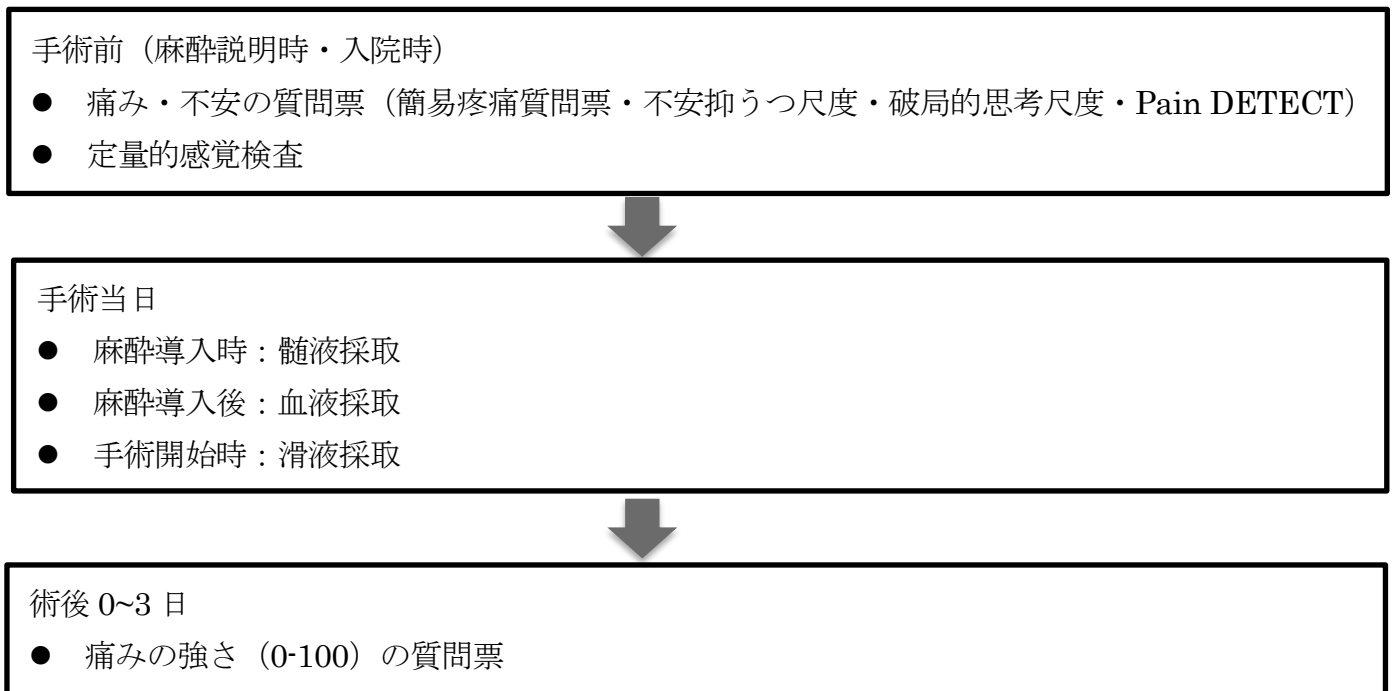 手術前（麻酔説明時・入院時）
● 痛み・不安の質問票（簡易疼痛質問票・不安抑うつ尺度・破局的思考尺度・Pain DETECT）
● 定量的感覚検査
手術当日
● 麻酔導入時：髄液採取
● 麻酔導入後：血液採取
● 手術開始時：滑液採取
術後 0~3 日
● 痛みの強さ（0-100）の質問票